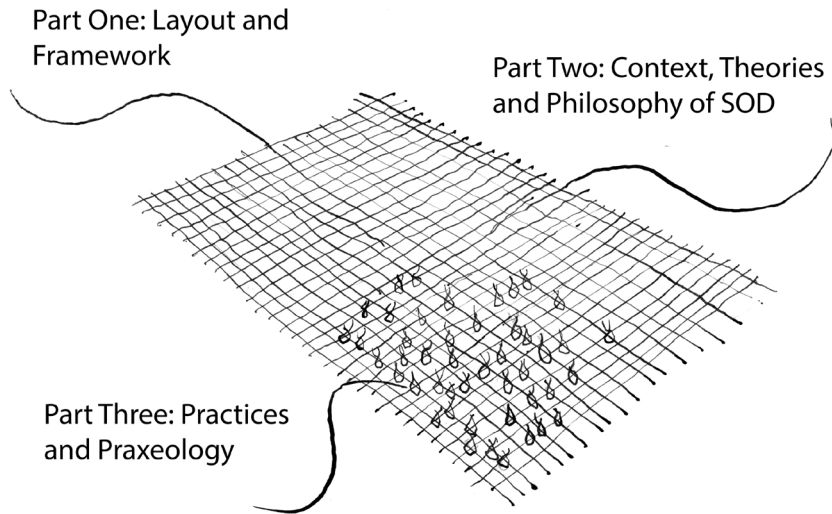 Part One: Layout and
Framework
Part Two: Context, Theories
and Philosophy of SOD
Part Three: Practices
and Praxeology